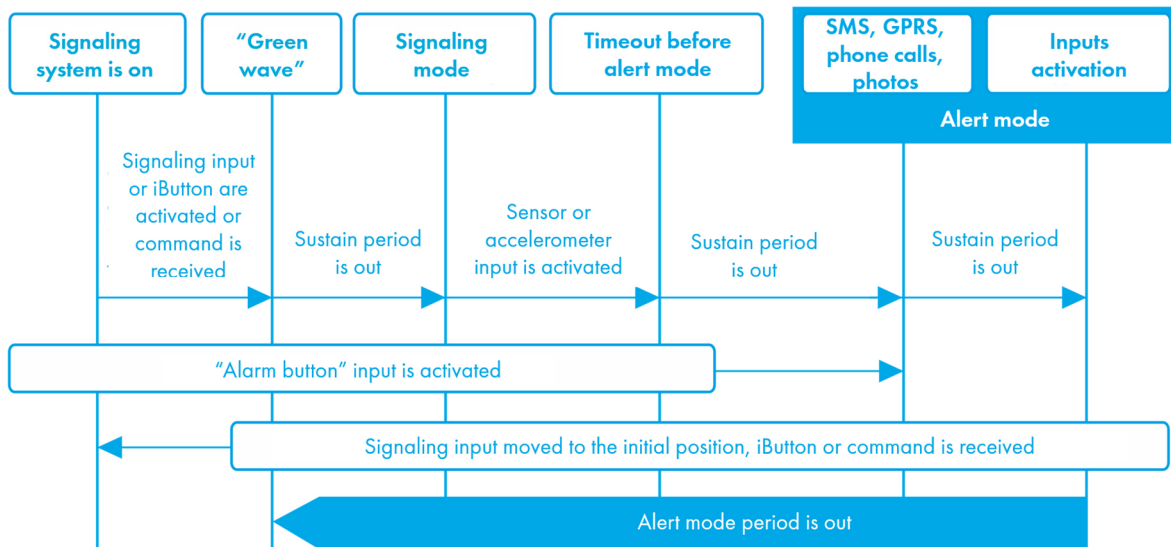 Signaling
system is on
“Green
wave”
Signaling
mode
Timeout before
alert mode
SMS, GPRS,
phone calls,
photos
Inputs
activation
Alert mode
Signaling input
or iButton are
activated or
command is
received
Sustain period
is out
Sensor or
accelerometer
input is activated
Sustain period
is out
Sustain period
is out
“Alarm button” input is activated
Signaling input moved to the initial position, iButton or command is received
Alert mode period is out